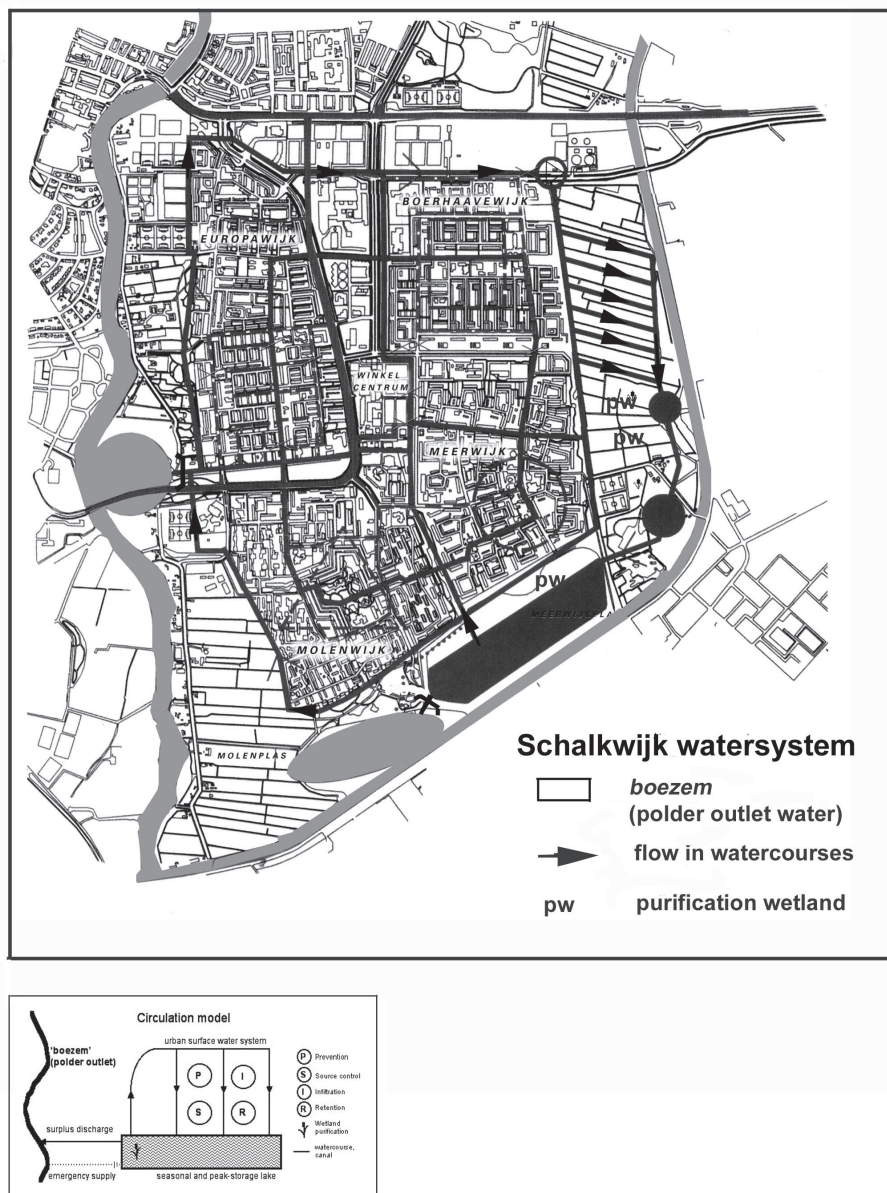 BOERHAAVEWIJK
EUROPAWIJK
WINKEL
CENTRUM
pw
pw
MEERWIJK
pw
MEERWIJSPLA
MOLENWIJK
MOLENPLAS
Schalkwijk watersystem
boezem
(polder outlet water)
flow in watercourses
pw purification wetland
Circulation model
'boezem'
(polder outlet)
urban surface water system
P
I
S
R
P Prevention
S Source control
I Infiltration
R Retention
Wetland
purification
watercourse,
canal
surplus discharge
emergency supply
seasonal and peak-storage lake